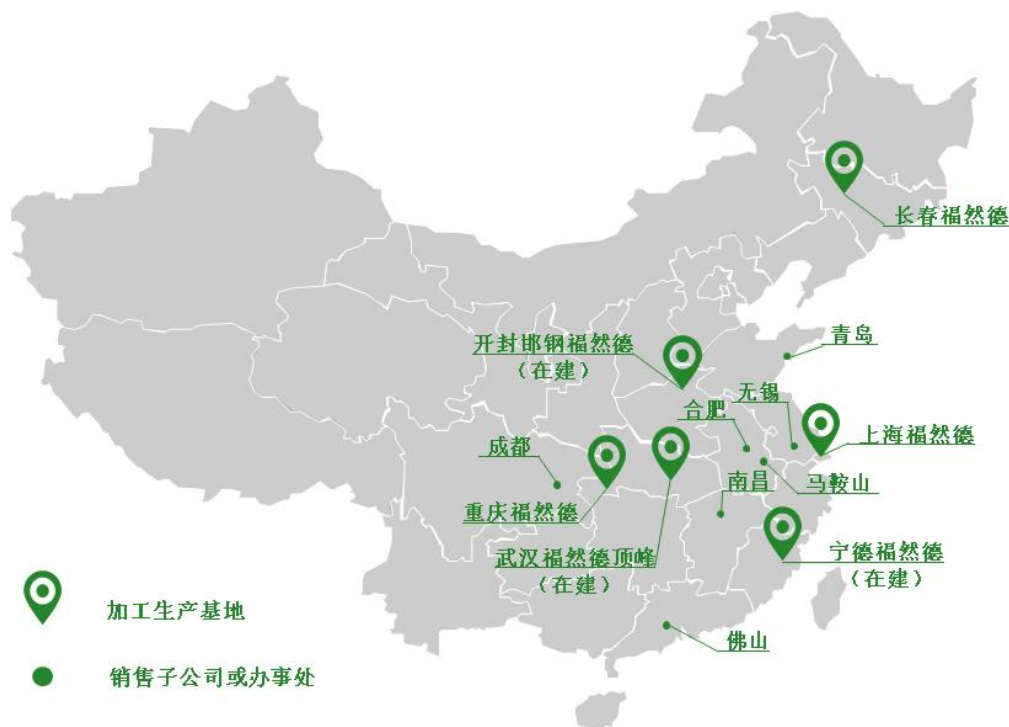 长春福然德
青岛
开封邯钢福然德
（在建）
无锡
合肥
上海福然德
成都
南昌
马鞍山
重庆福然德
武汉福然德顶峰
（在建）
宁德福然德
（在建）
加工生产基地
佛山
销售子公司或办事处